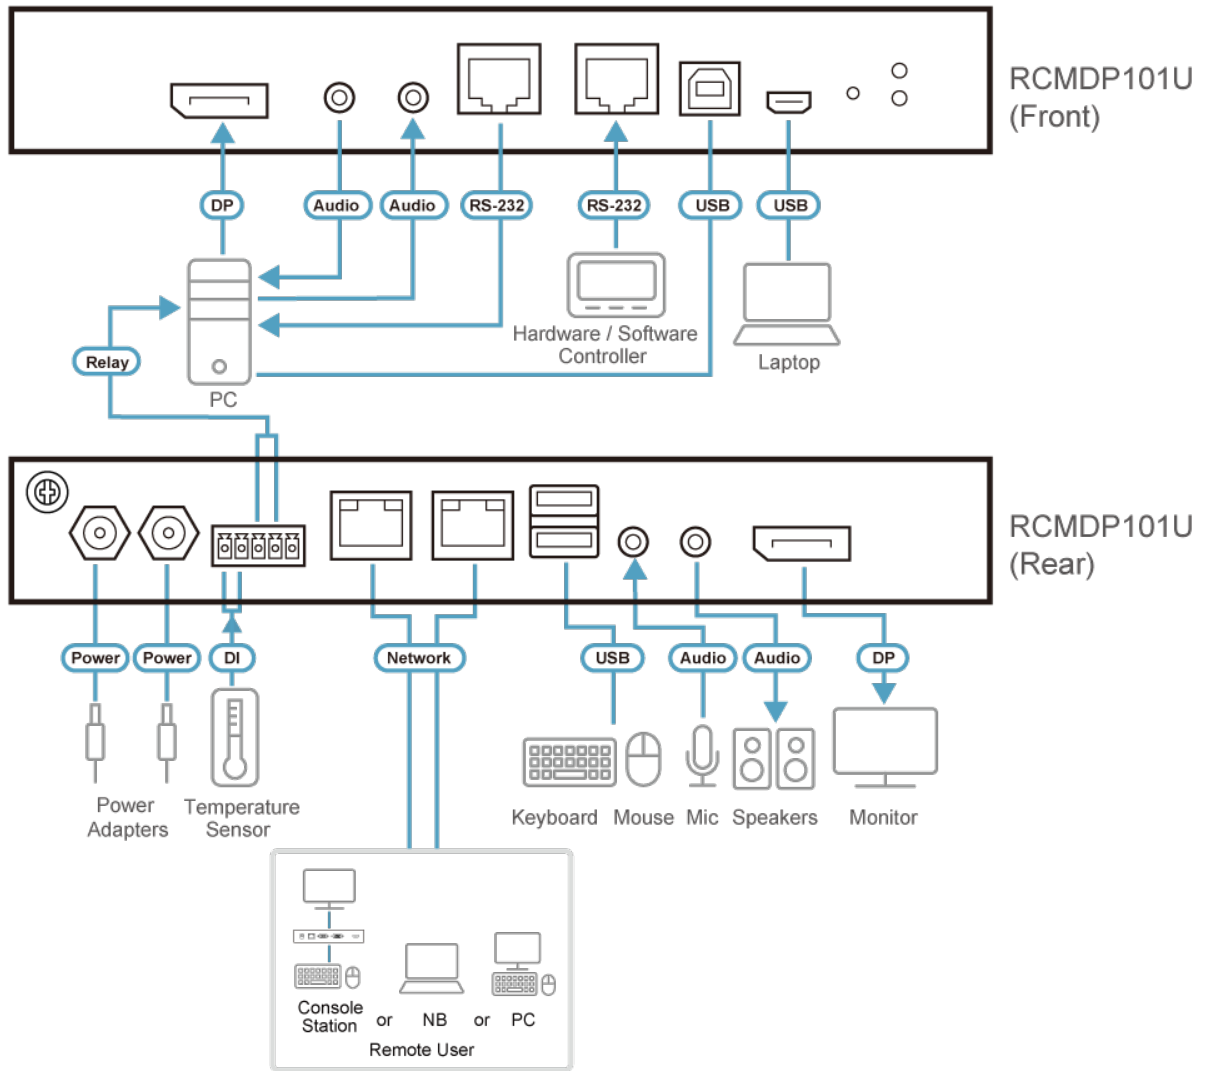 RCMDP101U
(Front)
DP
Audio
Audio
RS-232
RS-232
USB
USB
Hardware / Software
Controller
Laptop
Relay
PC
RCMDP101U
(Rear)
Power
Power
DI
Network
USB
Audio
Audio
DP
Power
Adapters
Temperature
Sensor
Keyboard
Mouse
Mic
Speakers
Monitor
Console
Station
or
NB
or
PC
Remote User